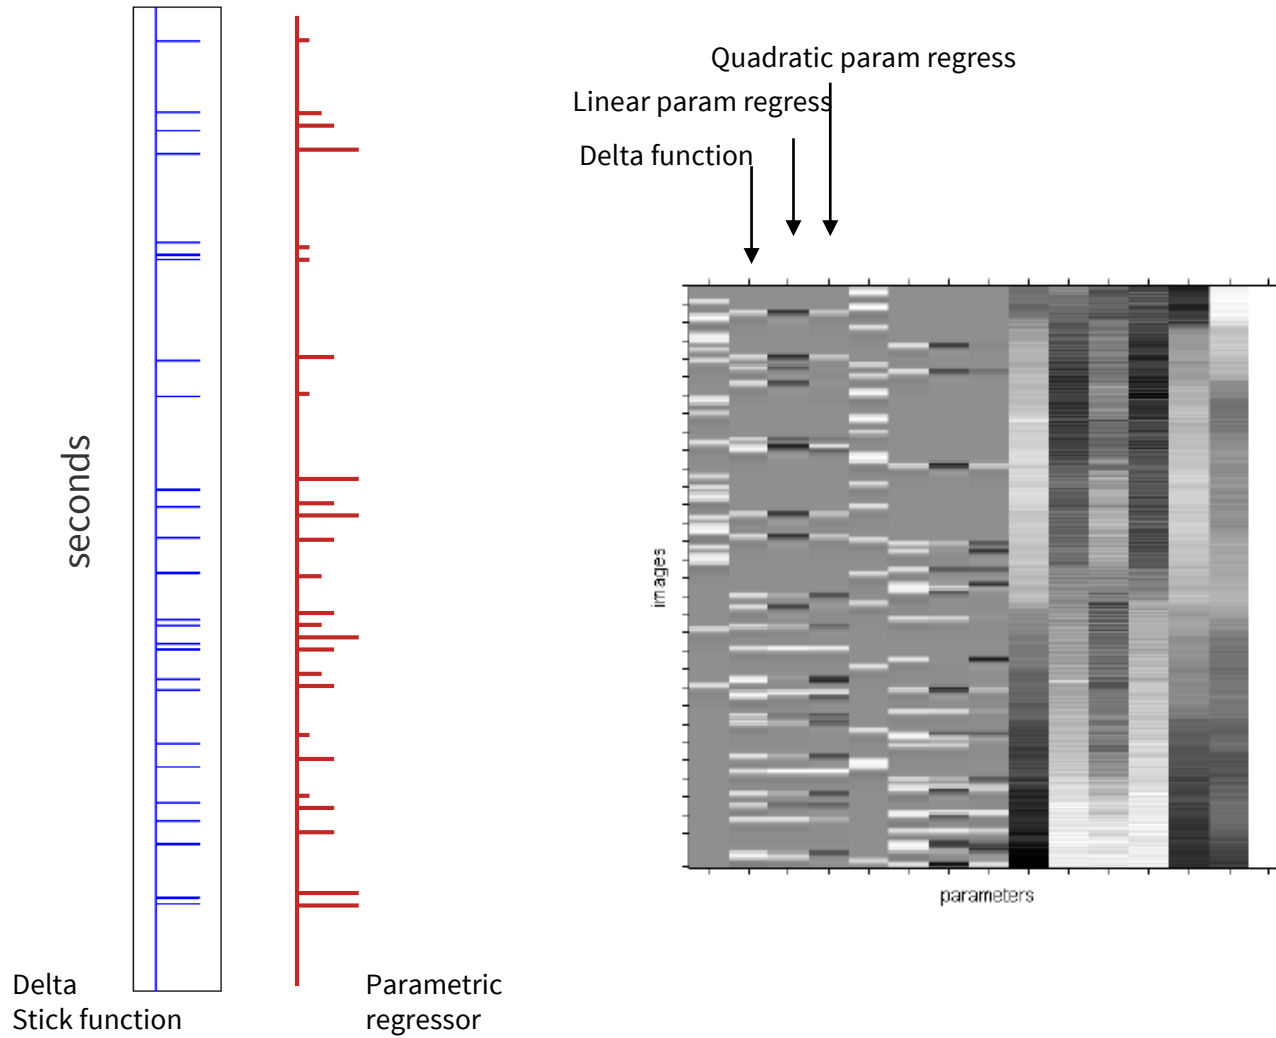 Quadratic param regress
Linear param regress
Delta function
seconds
images
parameters
Delta
Stick function
Parametric
regressor